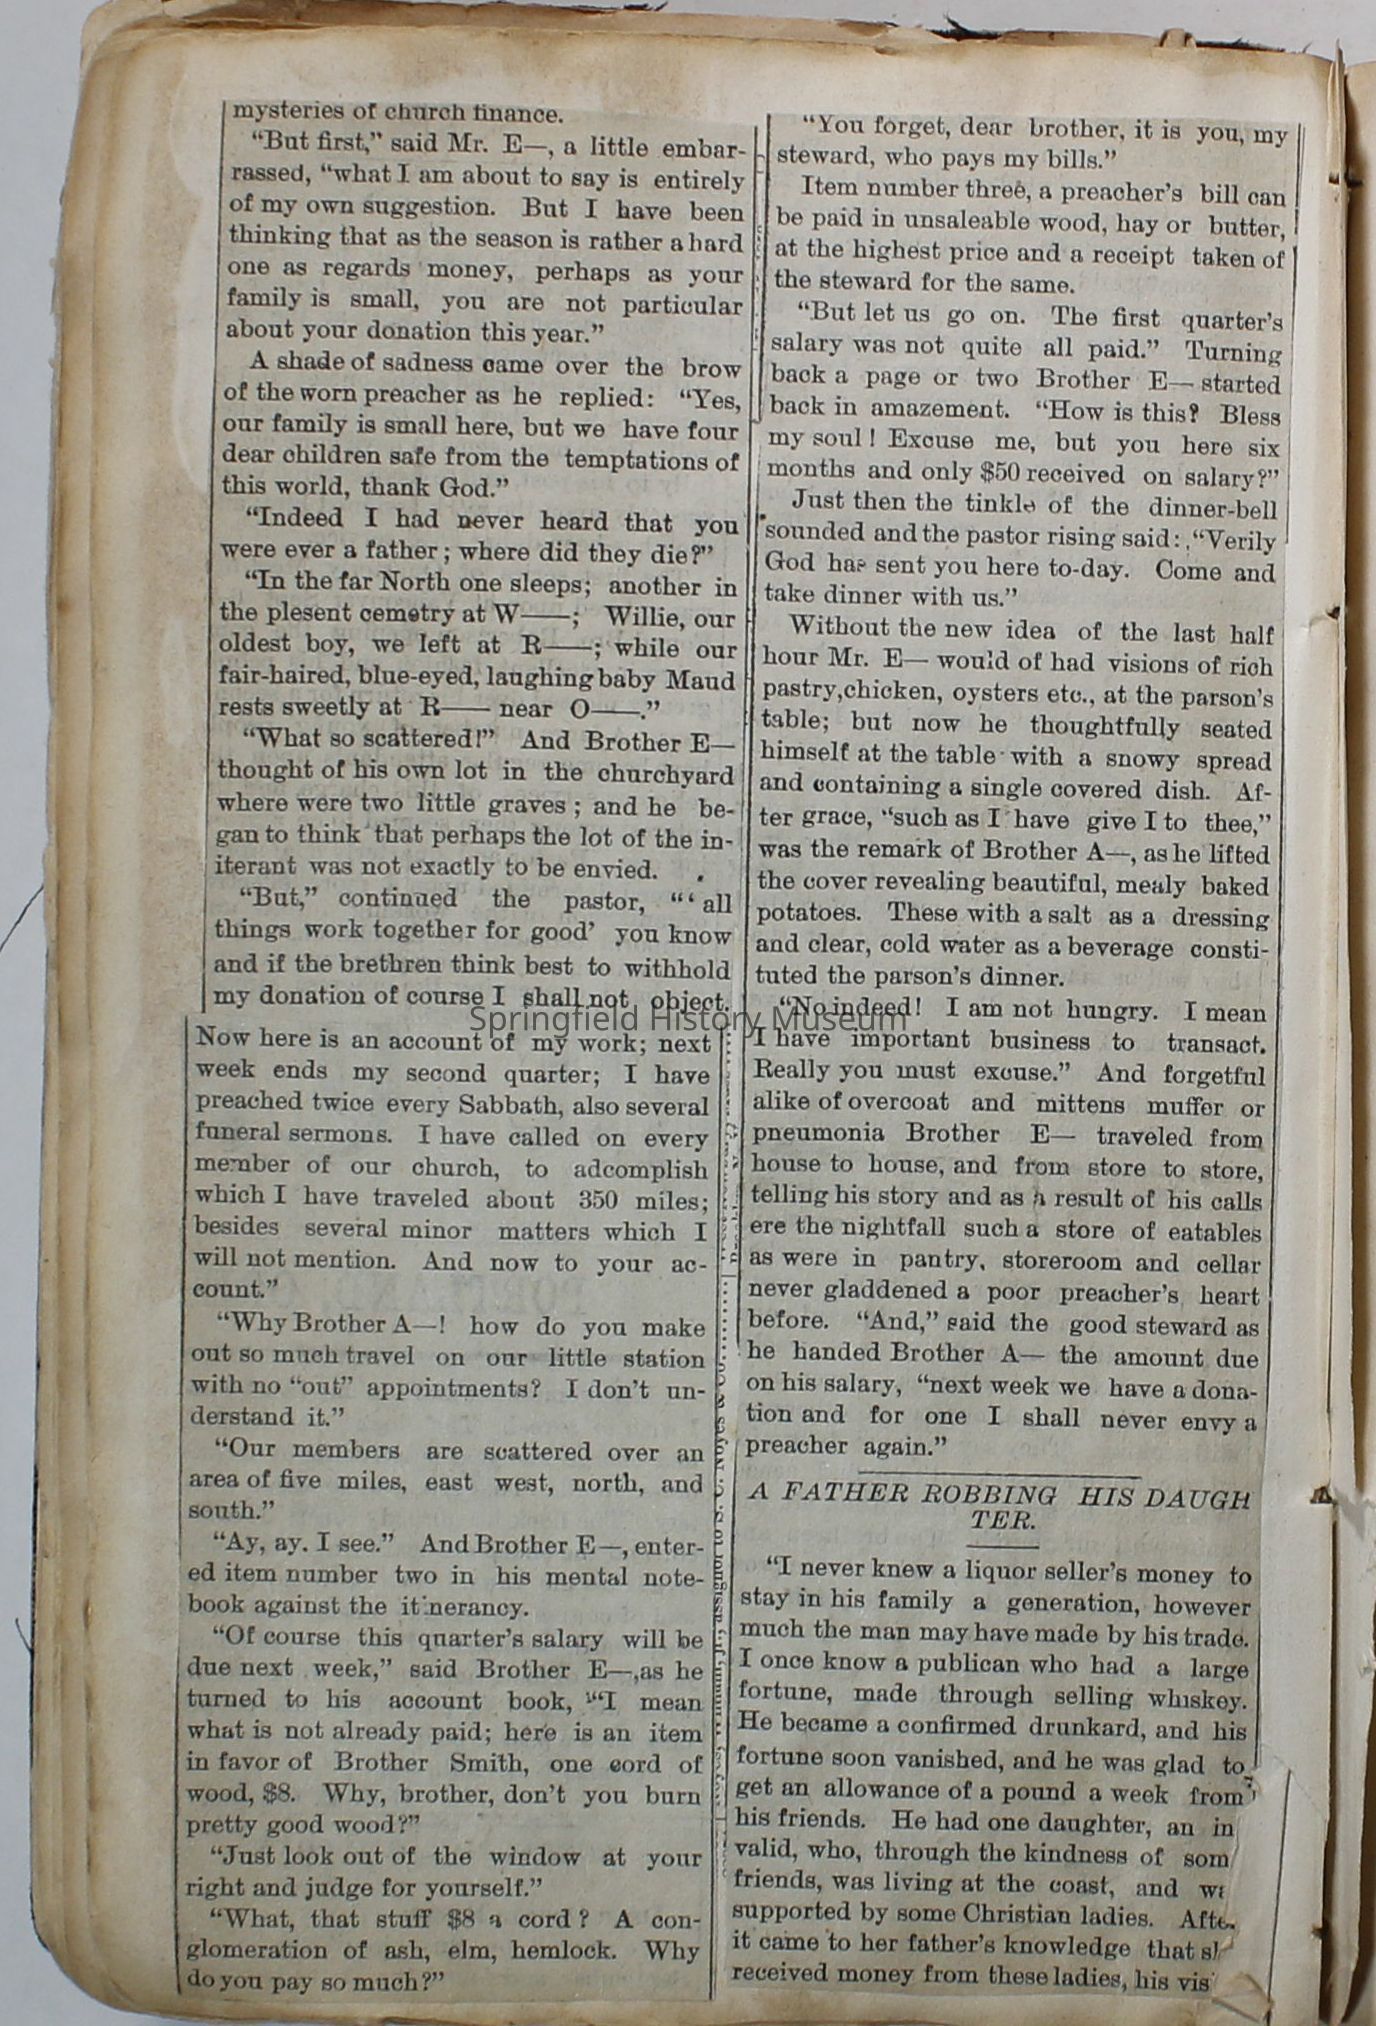 mysteries of church finance.
“But first,” said Mr. E—, a little embar-
rassed, “what I am about to say is entirely
of my own suggestion. But I have been
thinking that as the season is rather a hard
one as regards money, perhaps as your
family is small, you are not particular
about your donation this year.”
A shade of sadness came over the brow
of the worn preacher as he replied: “Yes,
our family is small here, but we have four
dear children safe from the temptations of
this world, thank God.”
“Indeed I had never heard that you
were ever a father; where did they die?”
“In the far North one sleeps; another in
the plesent cemetry at W——; Willie, our
oldest boy, we left at R——; while our
fair-haired, blue-eyed, laughing baby Maud
rests sweetly at R—— near O——.”
“What so scattered!” And Brother E—
thought of his own lot in the churchyard
where were two little graves; and he be-
gan to think that perhaps the lot of the in-
iterant was not exactly to be envied.
“But,” continued the pastor, “‘all
things work together for good’ you know
and if the brethren think best to withhold
my donation of course I shall not object.
Now here is an account of my work; next
week ends my second quarter; I have
preached twice every Sabbath, also several
funeral sermons. I have called on every
member of our church, to adcomplish
which I have traveled about 350 miles;
besides several minor matters which I
will not mention. And now to your ac-
count.”
“Why Brother A—! how do you make
out so much travel on our little station
with no “out” appointments? I don’t un-
derstand it.”
“Our members are scattered over an
area of five miles, east west, north, and
south.”
“Ay, ay. I see.” And Brother E—, enter-
ed item number two in his mental note-
book against the itinerancy.
“Of course this quarter’s salary will be
due next week,” said Brother E—,as he
turned to his account book, “I mean
what is not already paid; here is an item
in favor of Brother Smith, one cord of
wood, $8. Why, brother, don’t you burn
pretty good wood?”
“Just look out of the window at your
right and judge for yourself.”
“What, that stuff $8 a cord? A con-
glomeration of ash, elm, hemlock. Why
do you pay so much?”
“You forget, dear brother, it is you, my
steward, who pays my bills.”
Item number three, a preacher’s bill can
be paid in unsaleable wood, hay or butter,
at the highest price and a receipt taken of
the steward for the same.
“But let us go on. The first quarter’s
salary was not quite all paid.” Turning
back a page or two Brother E— started
back in amazement. “How is this? Bless
my soul! Excuse me, but you here six
months and only $50 received on salary?”
Just then the tinkle of the dinner-bell
sounded and the pastor rising said: “Verily
God has sent you here to-day. Come and
take dinner with us.”
Without the new idea of the last half
hour Mr. E— would of had visions of rich
pastry,chicken, oysters etc., at the parson’s
table; but now he thoughtfully seated
himself at the table with a snowy spread
and containing a single covered dish. Af-
ter grace, “such as I have give I to thee,”
was the remark of Brother A—, as he lifted
the cover revealing beautiful, mealy baked
potatoes. These with a salt as a dressing
and clear, cold water as a beverage consti-
tuted the parson’s dinner.
“No indeed! I am not hungry. I mean
I have important business to transact.
Really you must excuse.” And forgetful
alike of overcoat and mittens muffer or
pneumonia Brother E— traveled from
house to house, and from store to store,
telling his story and as a result of his calls
ere the nightfall such a store of eatables
as were in pantry, storeroom and cellar
never gladdened a poor preacher’s heart
before. “And,” said the good steward as
he handed Brother A— the amount due
on his salary, “next week we have a dona-
tion and for one I shall never envy a
preacher again.”
A FATHER ROBBING HIS DAUGH
TER.
“I never knew a liquor seller’s money to
stay in his family a generation, however
much the man may have made by his trade.
I once know a publican who had a large
fortune, made through selling whiskey.
He became a confirmed drunkard, and his
fortune soon vanished, and he was glad to
get an allowance of a pound a week from
his friends. He had one daughter, an in
valid, who, through the kindness of som
friends, was living at the coast, and
supported by some Christian ladies. Afte
it came to her father’s knowledge that
received money from these ladies, his vis
Springfield History Museum